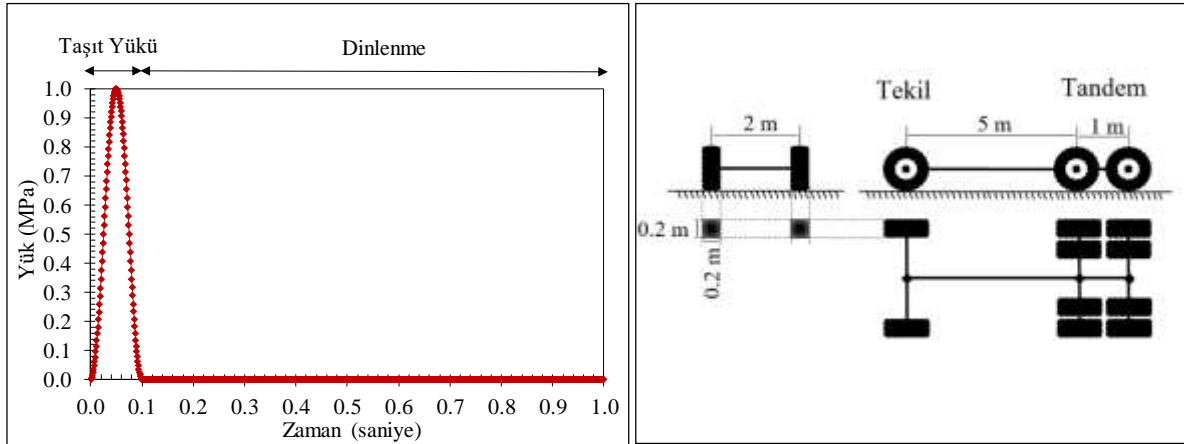 Taşıt Yükü
Dinlenme
Yük (MPa)
1.0
0.9
0.8
0.7
0.6
0.5
0.4
0.3
0.2
0.1
0.0
0.0 0.1 0.2 0.3 0.4 0.5 0.6 0.7 0.8 0.9 1.0
Zaman (saniye)
Tekil
Tandem
2 m
5 m
1 m
0.2 m
0.2 m